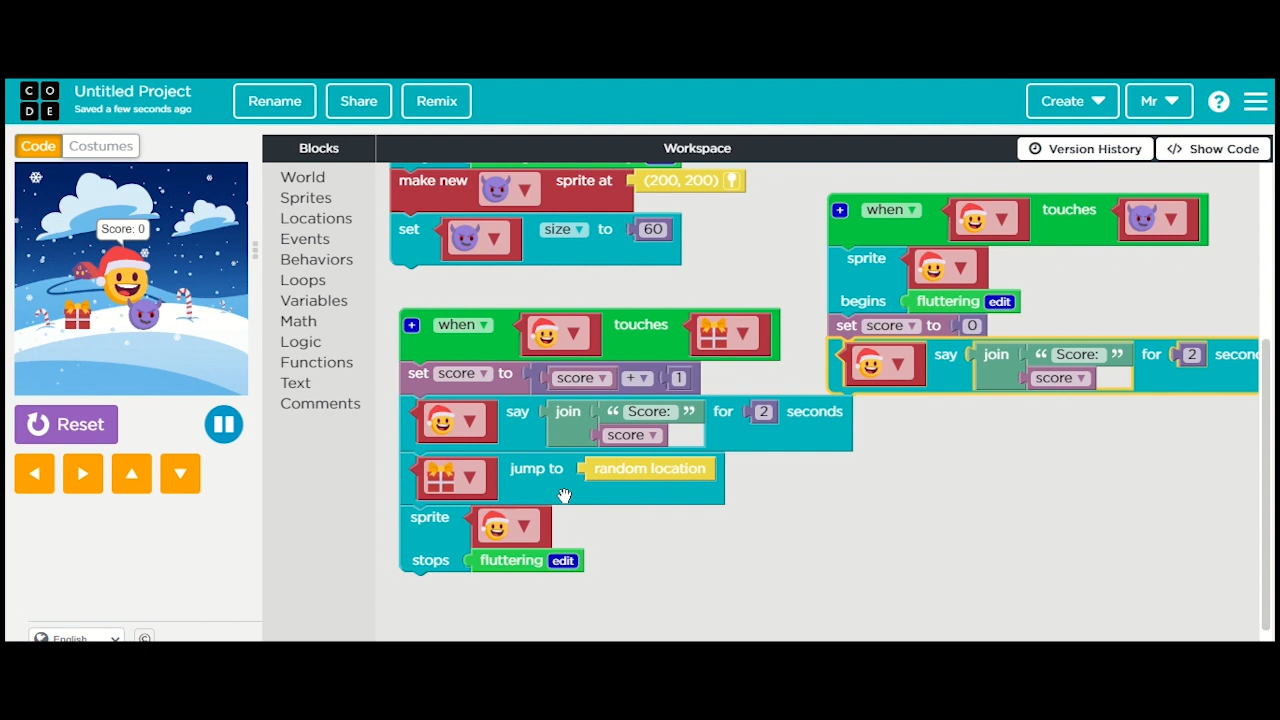 CODE
Untitled Project
Saved a few seconds ago
Rename
Share
Remix
Create
Mr
?
Code
Costumes
Blocks
Workspace
Version History
</> Show Code
World
Sprites
Locations
Events
Behaviors
Loops
Variables
Math
Logic
Functions
Text
Comments
Score: 0
Reset
English
©
make new sprite at (200, 200)
set size to 60
+ when touches
set score to score + 1
say join “ Score: ” for 2 seconds
score
jump to random location
sprite
stops fluttering edit
+ when touches
sprite
begins fluttering edit
set score to 0
say join “ Score: ” for 2 secon
score